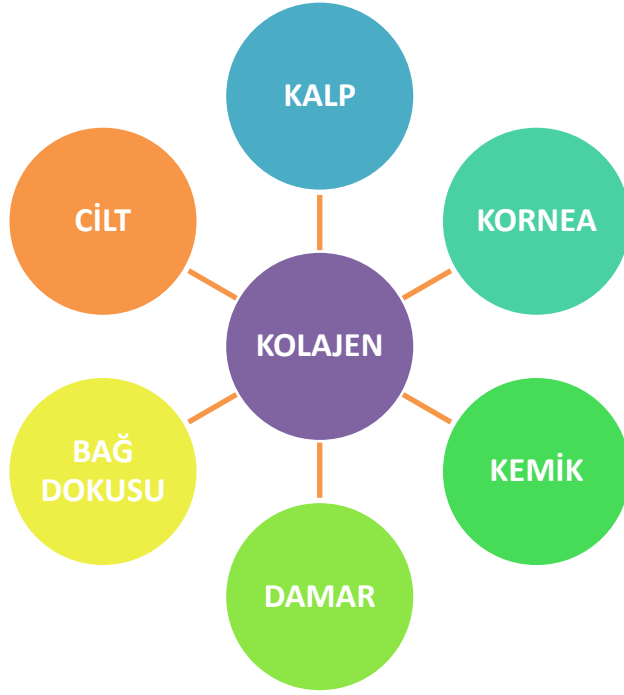 KALP
CİLT
KORNEA
KOLAJEN
BAĞ
DOKUSU
KEMİK
DAMAR